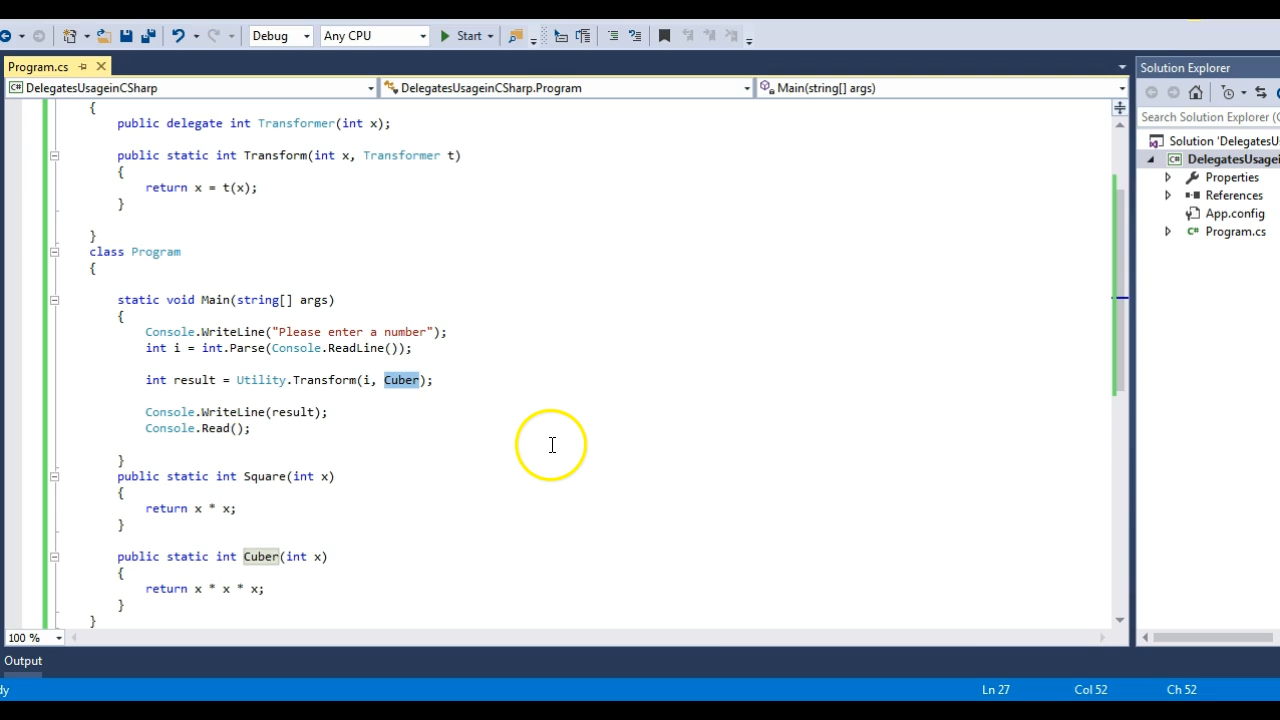 Debug Any CPU Start
Program.cs
DelegatesUsageinCSharp DelegatesUsageinCSharp.Program Main(string[] args)
{
public delegate int Transformer(int x);
public static int Transform(int x, Transformer t)
{
return x = t(x);
}
}
class Program
{
static void Main(string[] args)
{
Console.WriteLine("Please enter a number");
int i = int.Parse(Console.ReadLine());
int result = Utility.Transform(i, Cuber);
Console.WriteLine(result);
Console.Read();
}
public static int Square(int x)
{
return x * x;
}
public static int Cuber(int x)
{
return x * x * x;
}
}
100 %
Solution Explorer
Search Solution Explorer (C
Solution 'DelegatesU
DelegatesUsagei
Properties
References
App.config
Program.cs
Output
dy Ln 27 Col 52 Ch 52